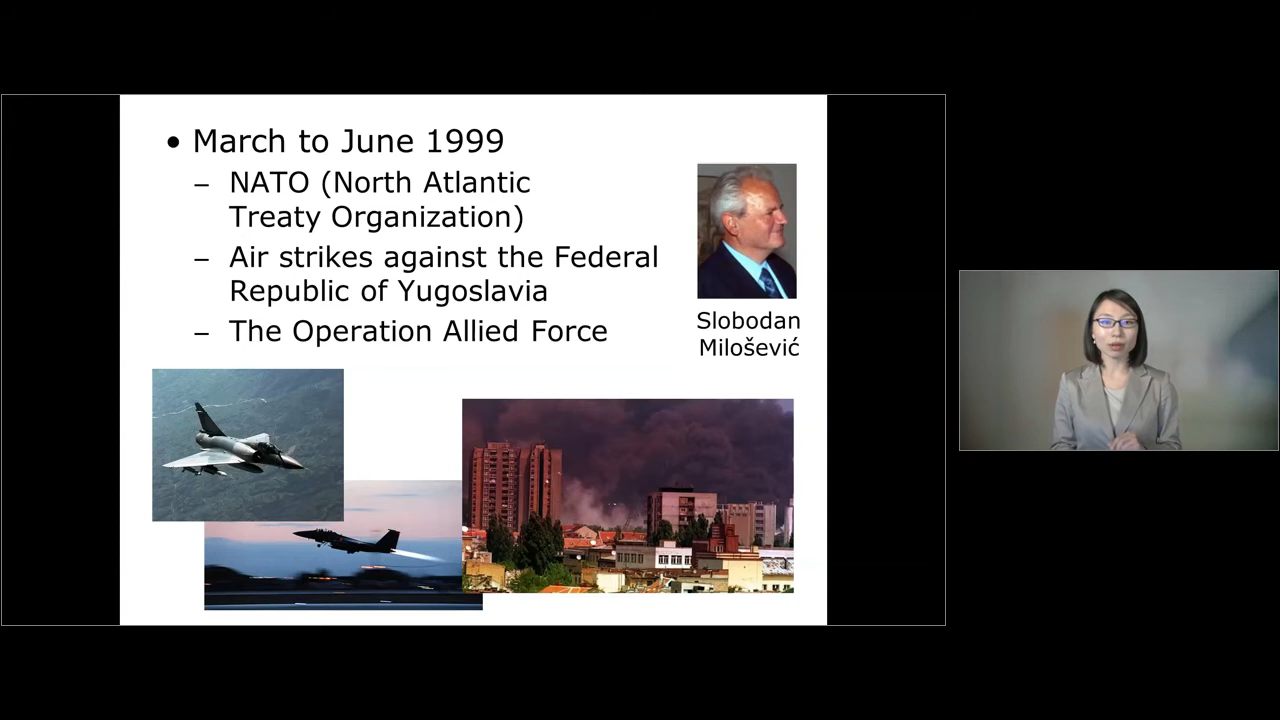 • March to June 1999
– NATO (North Atlantic
Treaty Organization)
– Air strikes against the Federal
Republic of Yugoslavia
– The Operation Allied Force
Slobodan
Milošević